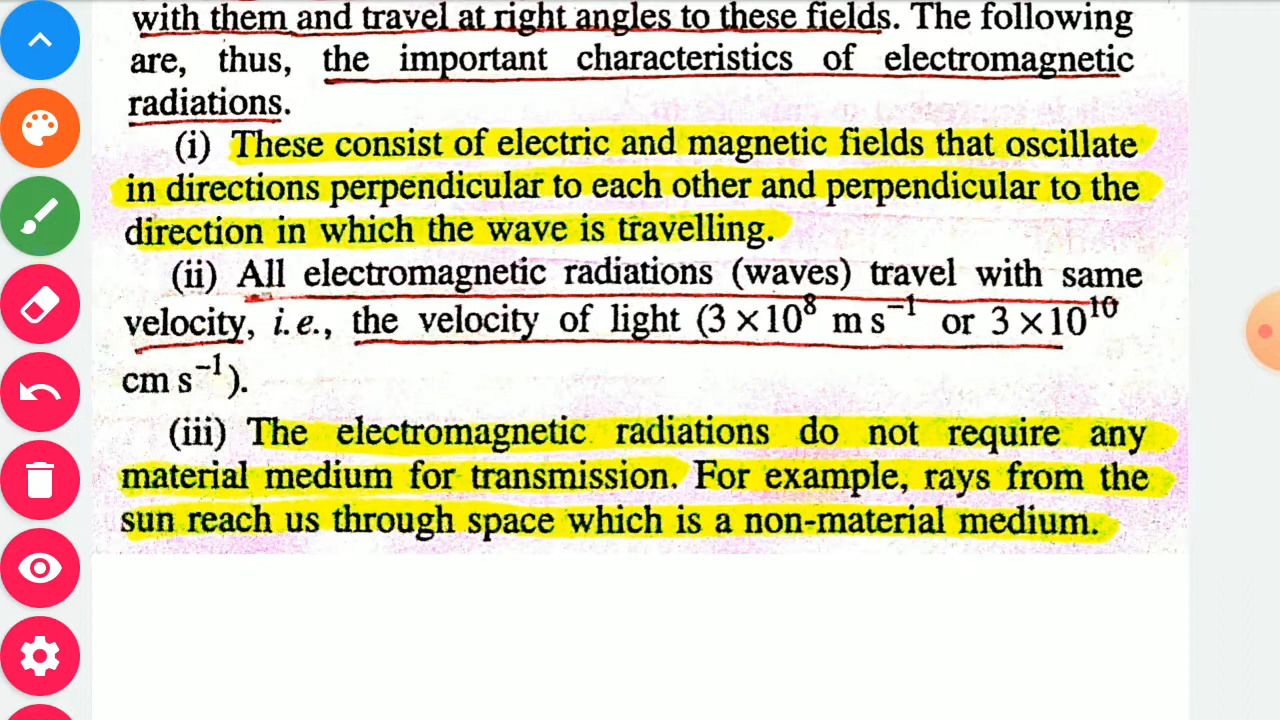 with them and travel at right angles to these fields. The following
are, thus, the important characteristics of electromagnetic
radiations.
(i) These consist of electric and magnetic fields that oscillate
in directions perpendicular to each other and perpendicular to the
direction in which the wave is travelling.
(ii) All electromagnetic radiations (waves) travel with same
velocity, i.e., the velocity of light (3 ×10⁸ m s⁻¹ or 3 ×10¹⁰
cm s⁻¹).
(iii) The electromagnetic radiations do not require any
material medium for transmission. For example, rays from the
sun reach us through space which is a non-material medium.